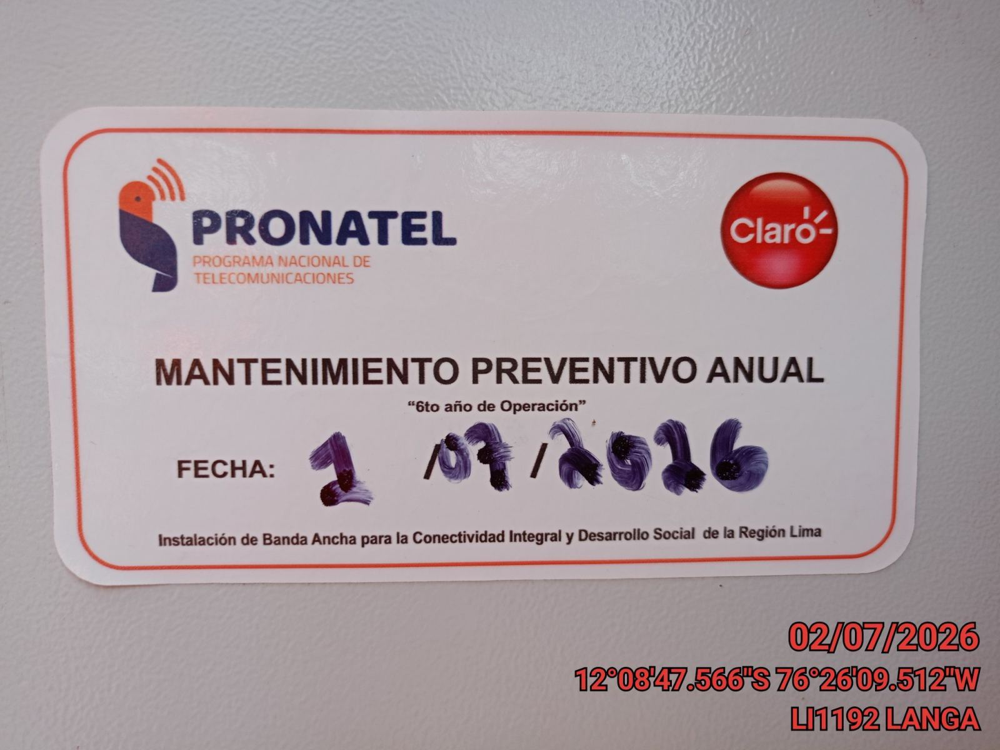 PRONATEL
PROGRAMA NACIONAL DE
TELECOMUNICACIONES
Claro
MANTENIMIENTO PREVENTIVO ANUAL
“6to año de Operación”
FECHA: 2 /07/2026
Instalación de Banda Ancha para la Conectividad Integral y Desarrollo Social de la Región Lima
02/07/2026
12°08'47.566"S 76°26'09.512"W
LI1192 LANGA